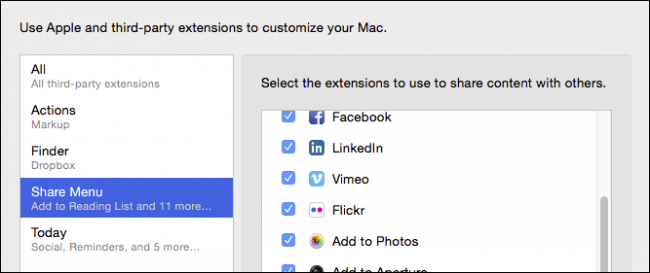 Use Apple and third-party extensions to customize your Mac.
All
All third-party extensions
Actions
Markup
Finder
Dropbox
Share Menu
Add to Reading List and 11 more...
Today
Social, Reminders, and 5 more...
Select the extensions to use to share content with others.
Facebook
LinkedIn
Vimeo
Flickr
Add to Photos
Add to Aperture